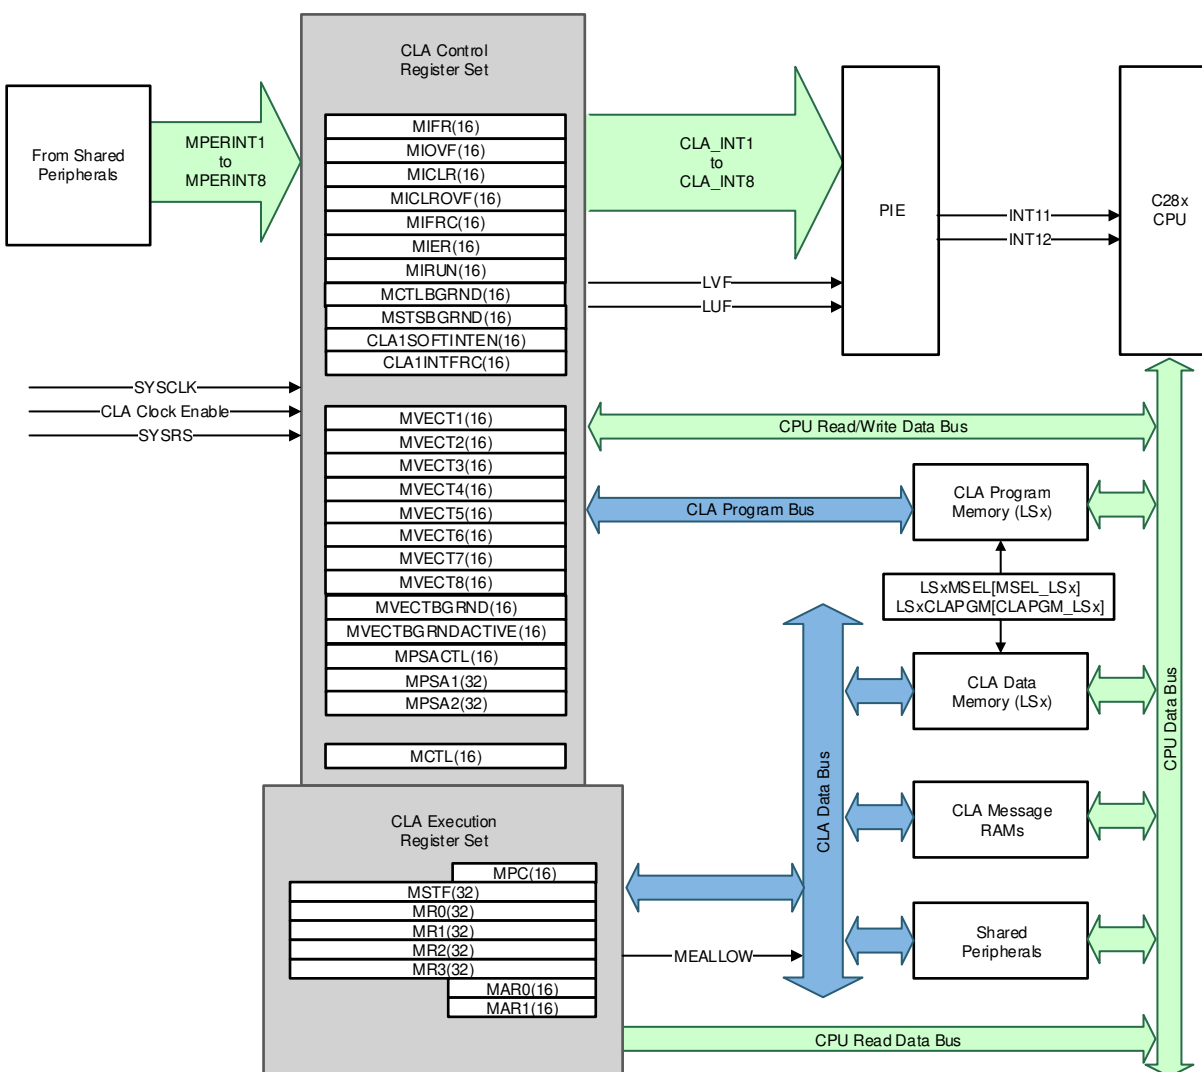 CLA Control
Register Set
From Shared
Peripherals
MPERINT1
to
MPERINT8
MIFR(16)
MIOVF(16)
MICLR(16)
MICLROVF(16)
MIFRC(16)
MIER(16)
MIRUN(16)
MCTLBGRND(16)
MSTSBGRND(16)
CLA1SOFTINTEN(16)
CLA1INTFRC(16)
CLA_INT1
to
CLA_INT8
LVF
LUF
PIE
INT11
INT12
C28x
CPU
SYSCLK
CLA Clock Enable
SYSRS
MVECT1(16)
MVECT2(16)
MVECT3(16)
MVECT4(16)
MVECT5(16)
MVECT6(16)
MVECT7(16)
MVECT8(16)
MVECTBGRND(16)
MVECTBGRNDACTIVE(16)
MPSACTL(16)
MPSA1(32)
MPSA2(32)
MCTL(16)
CPU Read/Write Data Bus
CLA Program Bus
CLA Program
Memory (LSx)
LSxMSEL[MSEL_LSx]
LSxCLAPGM[CLAPGM_LSx]
CLA Data
Memory (LSx)
CLA Data Bus
CPU Data Bus
CLA Message
RAMs
Shared
Peripherals
CLA Execution
Register Set
MPC(16)
MSTF(32)
MR0(32)
MR1(32)
MR2(32)
MR3(32)
MAR0(16)
MAR1(16)
MEALLOW
CPU Read Data Bus